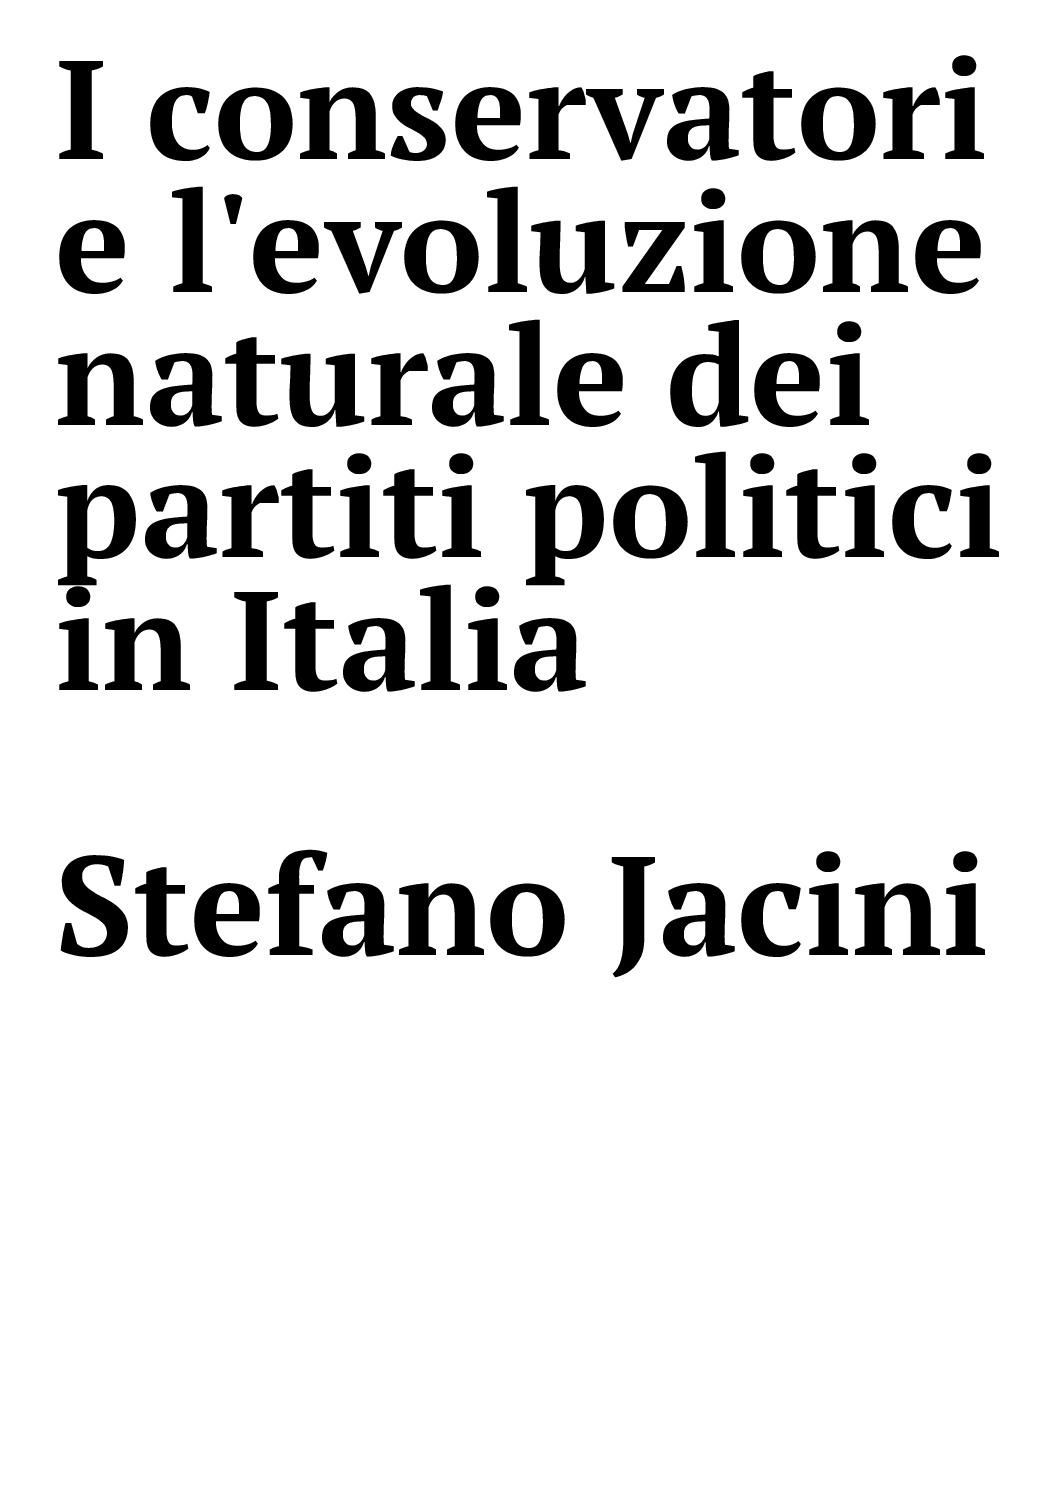 I conservatori
e l'evoluzione
naturale dei
partiti politici
in Italia
Stefano Jacini